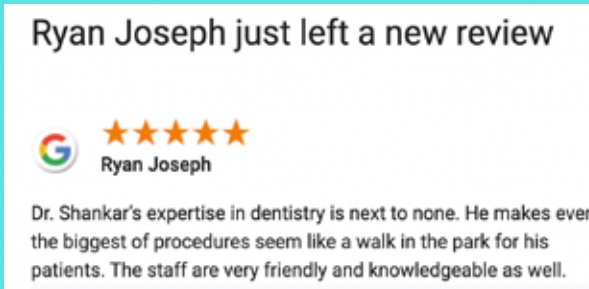 Ryan Joseph just left a new review
Ryan Joseph
Dr. Shankar's expertise in dentistry is next to none. He makes ever
the biggest of procedures seem like a walk in the park for his
patients. The staff are very friendly and knowledgeable as well.